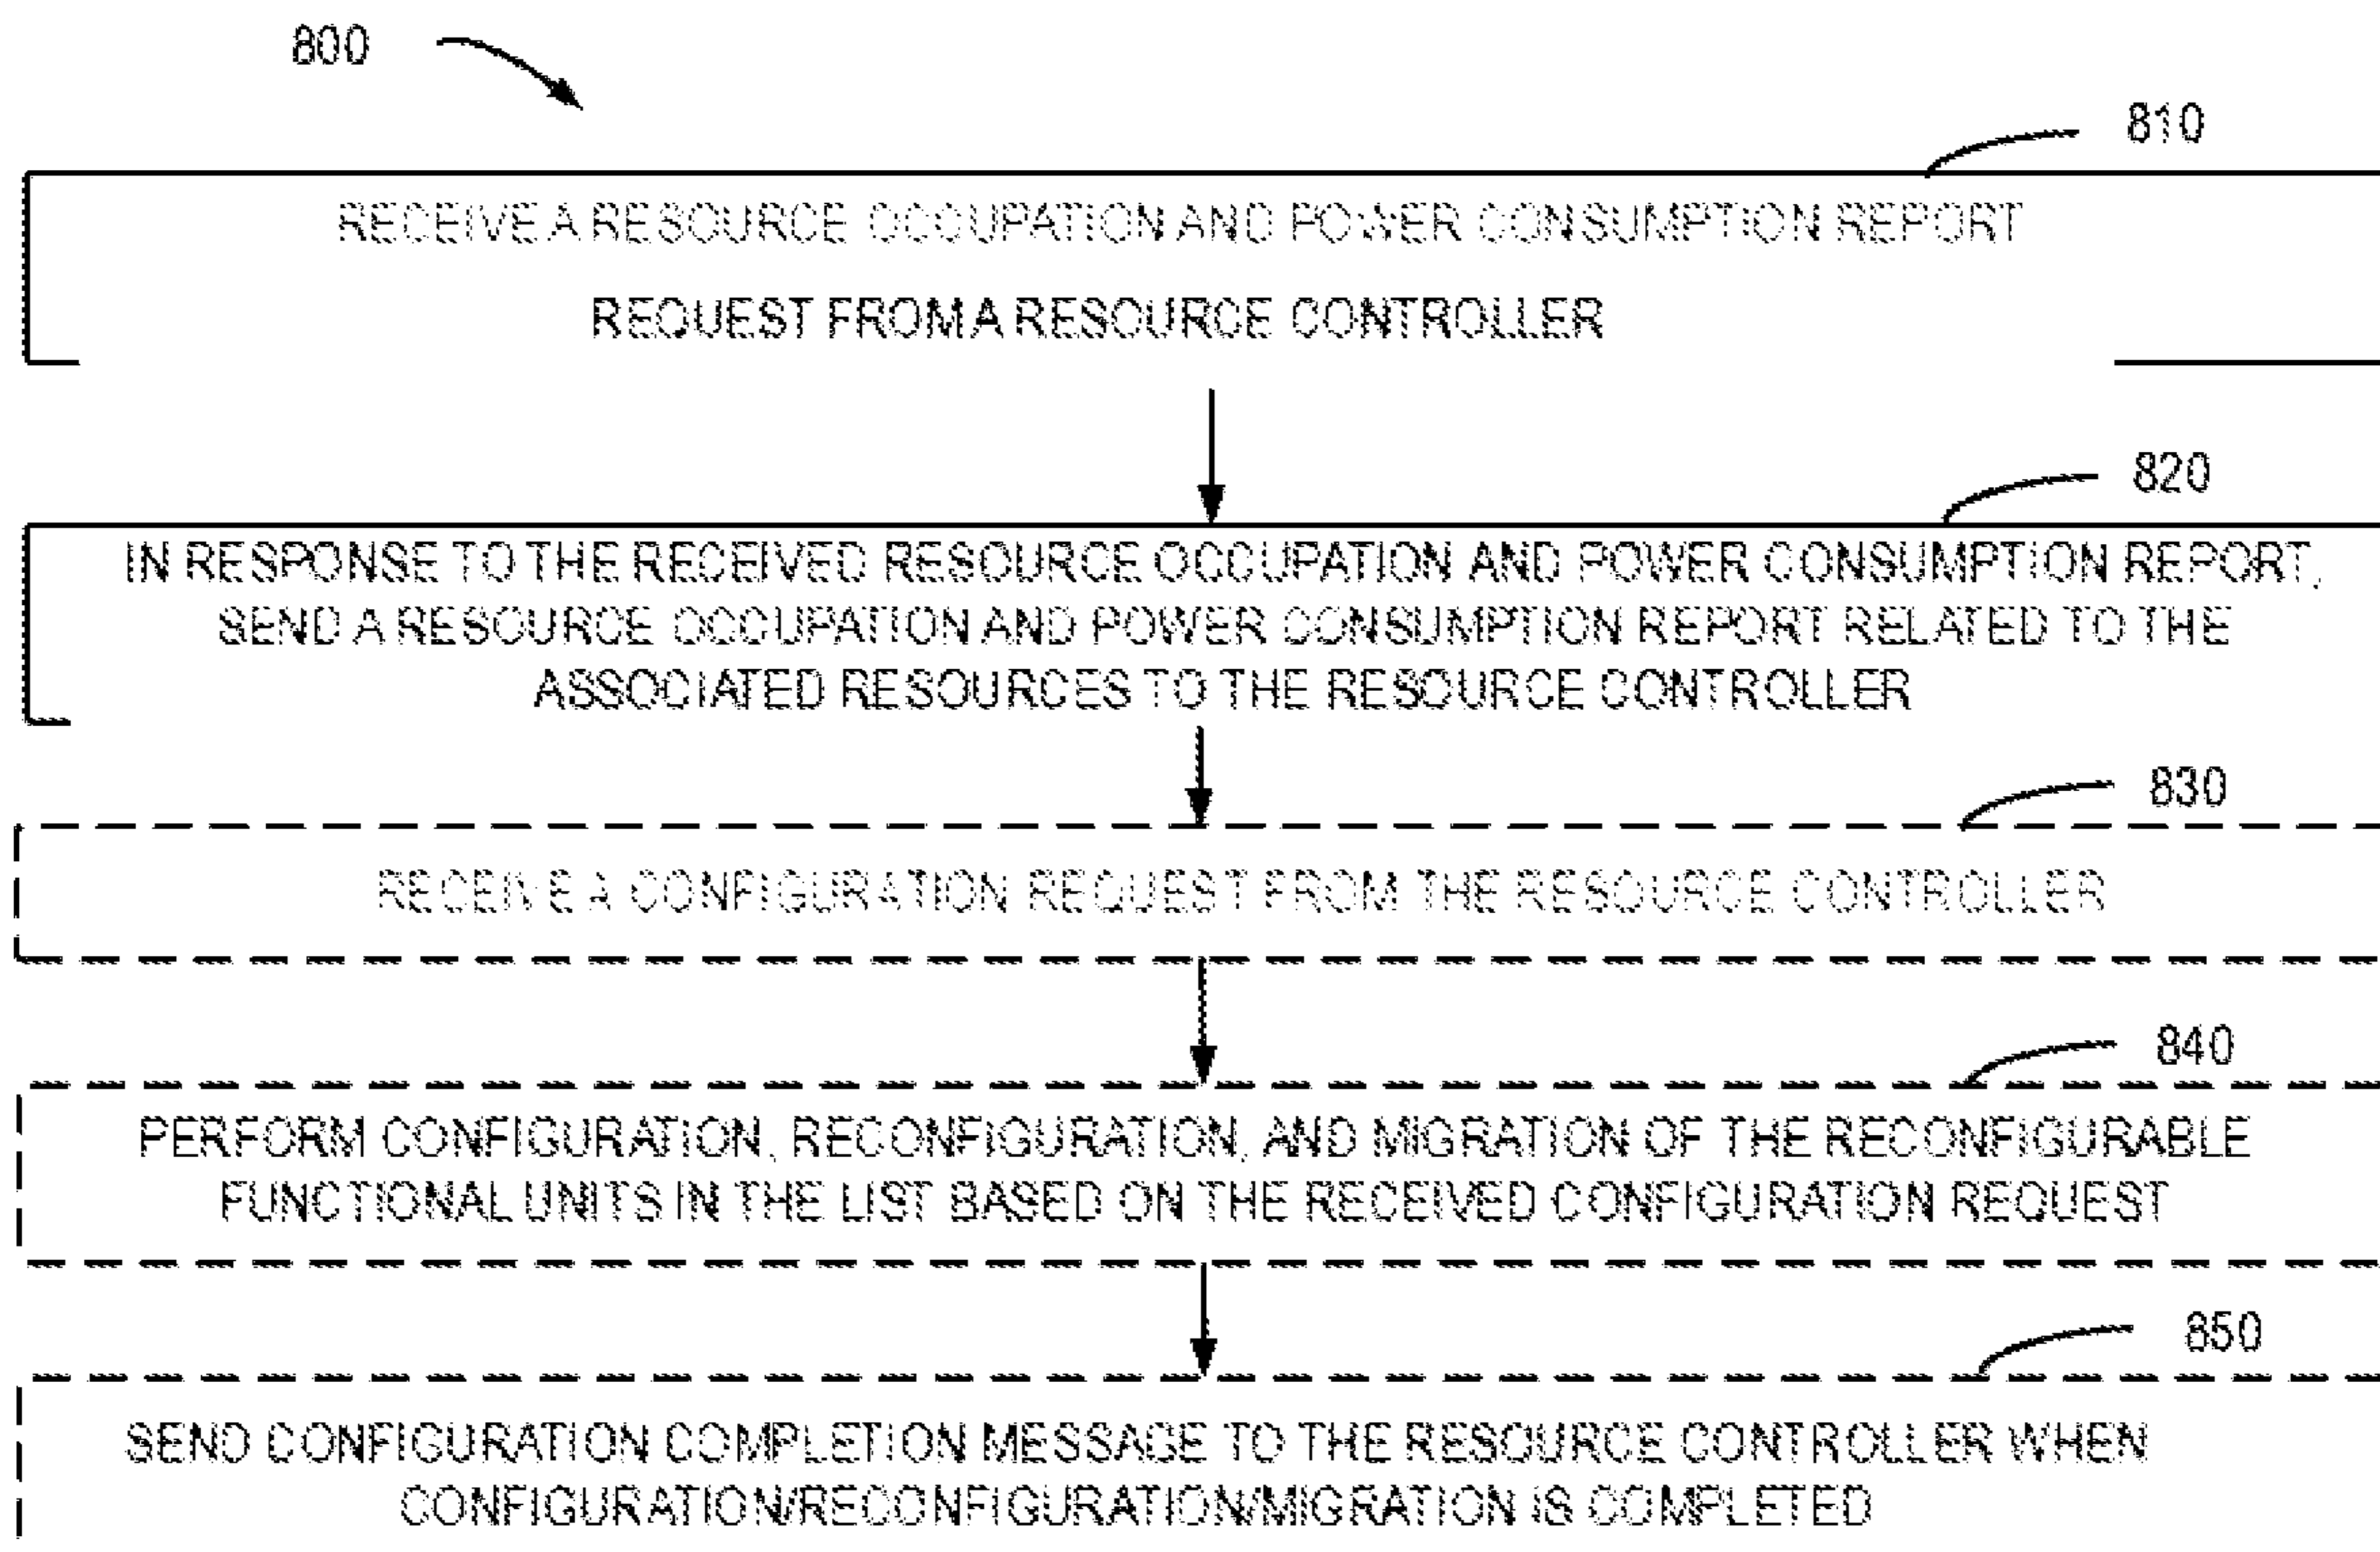 800
810
RECEIVE A RESOURCE OCCUPATION AND POWER CONSUMPTION REPORT
REQUEST FROM A RESOURCE CONTROLLER
820
IN RESPONSE TO THE RECEIVED RESOURCE OCCUPATION AND POWER CONSUMPTION REPORT,
SEND A RESOURCE OCCUPATION AND POWER CONSUMPTION REPORT RELATED TO THE
ASSOCIATED RESOURCES TO THE RESOURCE CONTROLLER
830
RECEIVE A CONFIGURATION REQUEST FROM THE RESOURCE CONTROLLER
840
PERFORM CONFIGURATION, RECONFIGURATION, AND MIGRATION OF THE RECONFIGURABLE
FUNCTIONAL UNITS IN THE LIST BASED ON THE RECEIVED CONFIGURATION REQUEST
850
SEND CONFIGURATION COMPLETION MESSAGE TO THE RESOURCE CONTROLLER WHEN
CONFIGURATION/RECONFIGURATION/MIGRATION IS COMPLETED